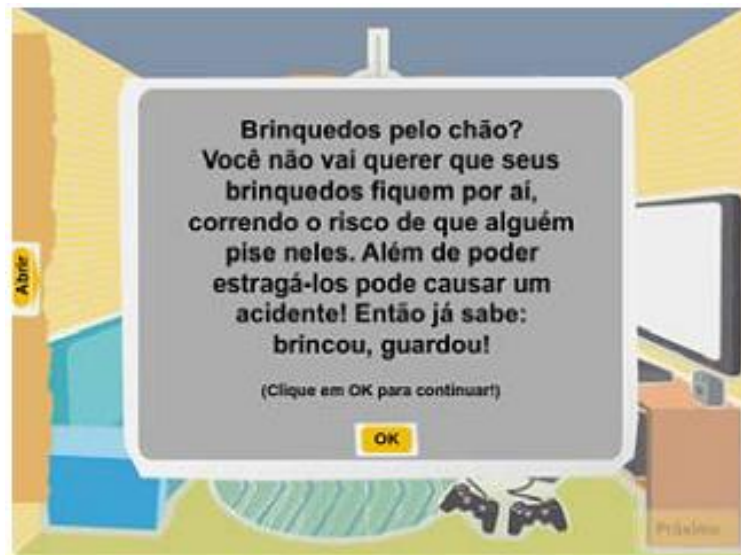 Brinquedos pelo chão?
Você não vai querer que seus
brinquedos fiquem por aí,
correndo o risco de que alguém
pise neles. Além de poder
estragá-los pode causar um
acidente! Então já sabe:
brincou, guardou!
(Clique em OK para continuar!)
OK
Abrir
Próximo